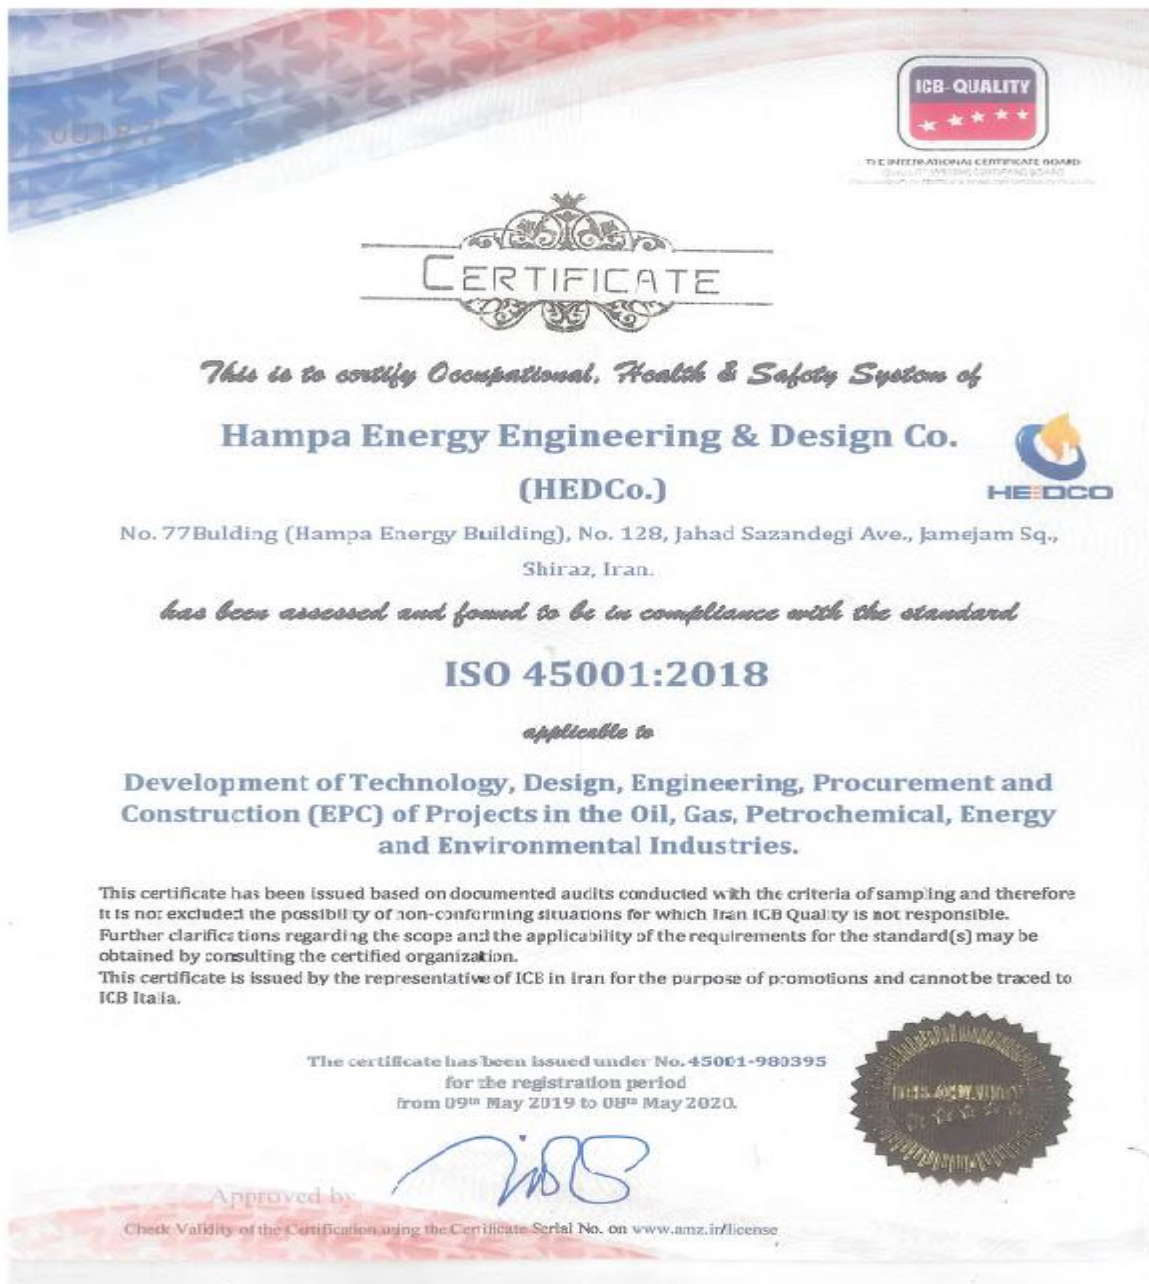 ICB-QUALITY
THE INTERNATIONAL CERTIFICATE BOARD
CERTIFICATE
This is to certify Occupational, Health & Safety System of
Hampa Energy Engineering & Design Co.
(HEDCo.)
HEDCO
No. 77Bulding (Hampa Energy Building), No. 128, Jahad Sazandegi Ave., Jamejam Sq.,
Shiraz, Iran.
has been assessed and found to be in compliance with the standard
ISO 45001:2018
applicable to
Development of Technology, Design, Engineering, Procurement and
Construction (EPC) of Projects in the Oil, Gas, Petrochemical, Energy
and Environmental Industries.
This certificate has been issued based on documented audits conducted with the criteria of sampling and therefore
it is not excluded the possibility of non-conforming situations for which Iran ICB Quality is not responsible.
Further clarifications regarding the scope and the applicability of the requirements for the standard(s) may be
obtained by consulting the certified organization.
This certificate is issued by the representative of ICB in Iran for the purpose of promotions and cannot be traced to
ICB Italia.
The certificate has been issued under No. 45001-980395
for the registration period
from 09th May 2019 to 08th May 2020.
Approved by
Check Validity of the Certification using the Certificate Serial No. on www.amz.ir/license